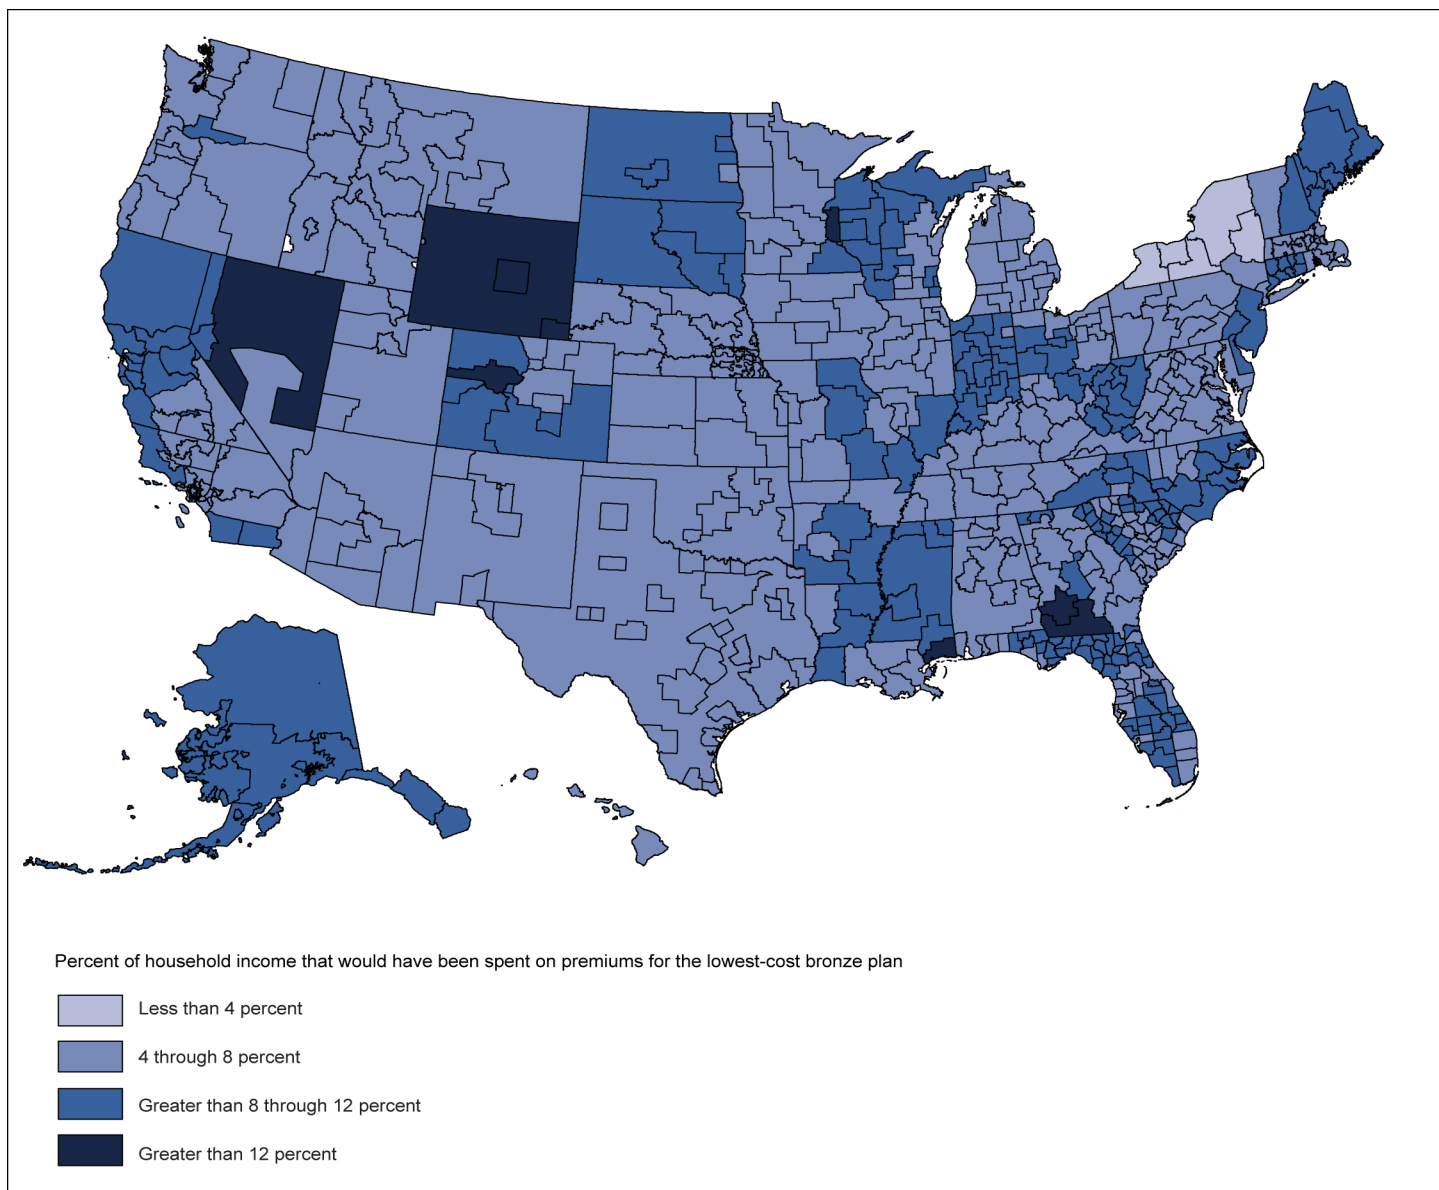 Percent of household income that would have been spent on premiums for the lowest-cost bronze plan
Less than 4 percent
4 through 8 percent
Greater than 8 through 12 percent
Greater than 12 percent